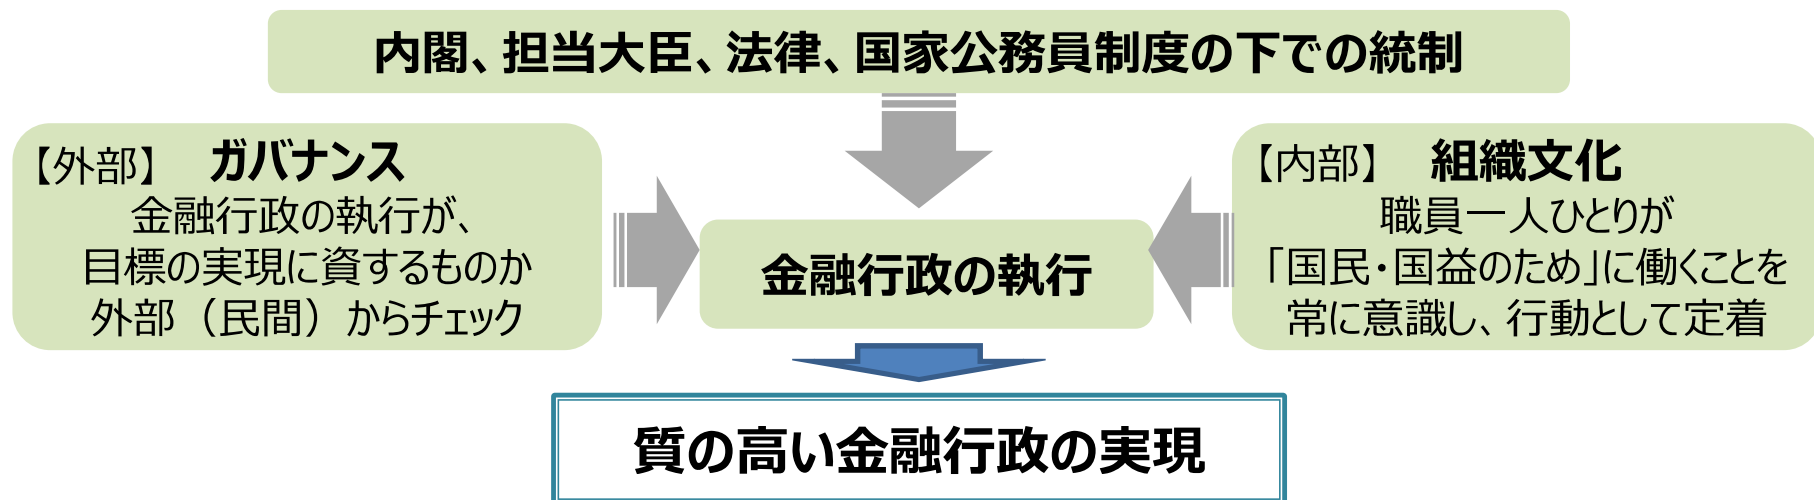 内閣、担当大臣、法律、国家公務員制度の下での統制
【外部】 ガバナンス
金融行政の執行が、
目標の実現に資するものか
外部（民間）からチェック
金融行政の執行
【内部】 組織文化
職員一人ひとりが
「国民・国益のため」に働くことを
常に意識し、行動として定着
質の高い金融行政の実現